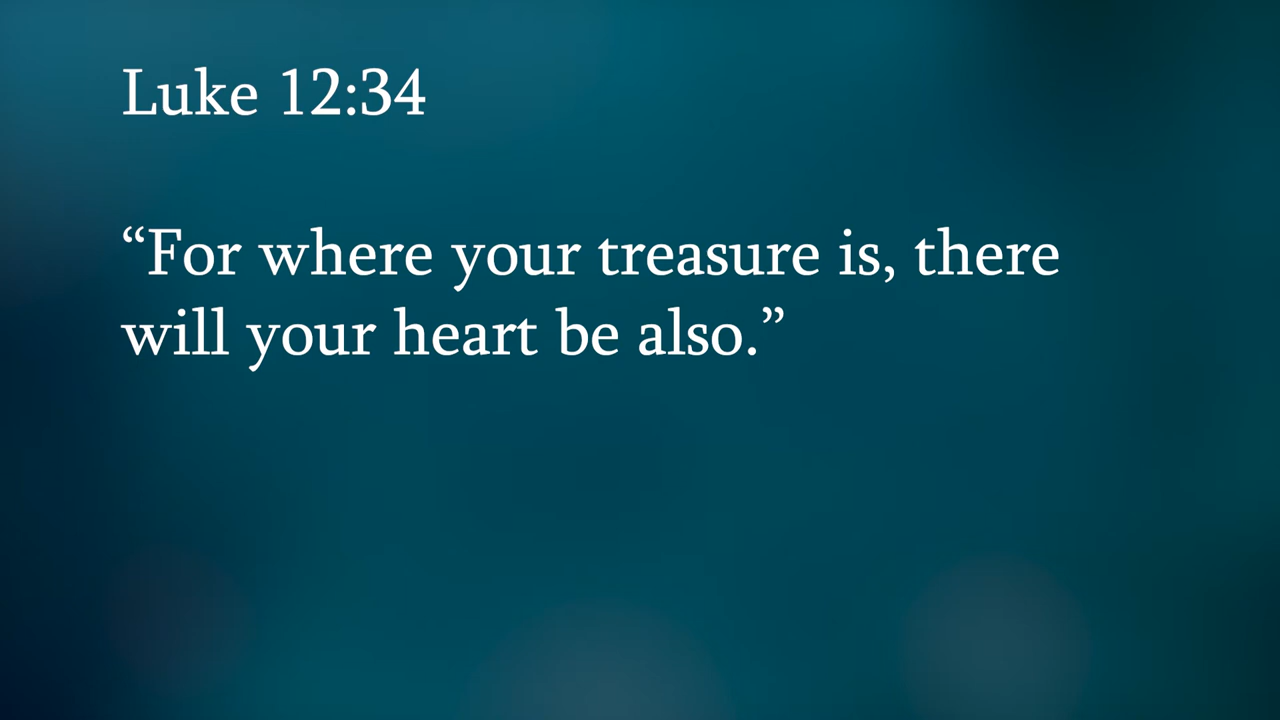 Luke 12:34
“For where your treasure is, there
will your heart be also.”